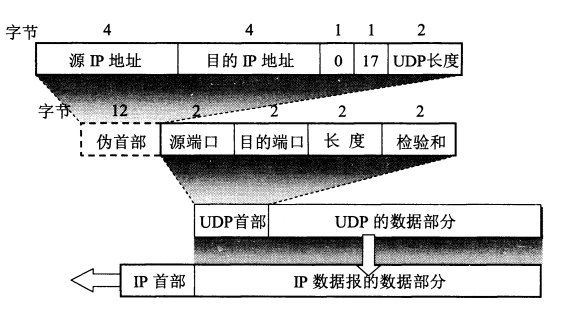 字节 4 4 1 1 2
源 IP 地址 目的 IP 地址 0 17 UDP长度
字节 12 2 2 2 2
伪首部 源端口 目的端口 长 度 检验和
UDP首部 UDP 的数据部分
IP 首部 IP 数据报的数据部分